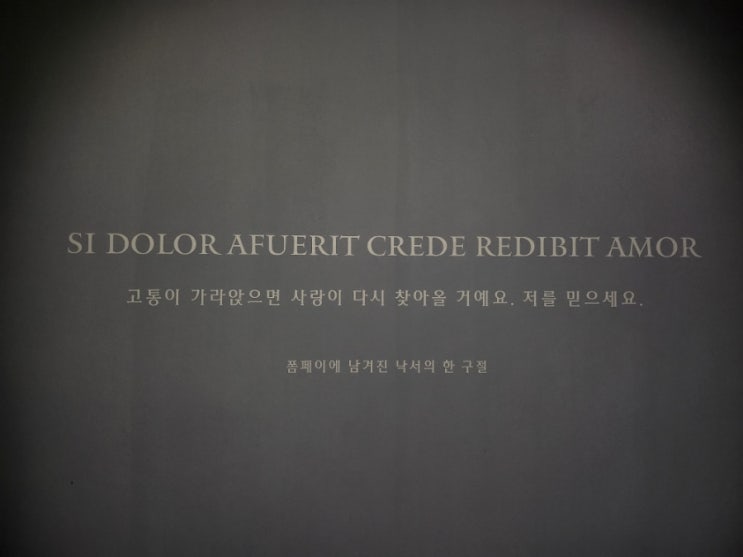 SI DOLOR AFUERIT CREDE REDIBIT AMOR
고통이 가라앉으면 사랑이 다시 찾아올 거예요. 저를 믿으세요.
폼페이에 남겨진 낙서의 한 구절